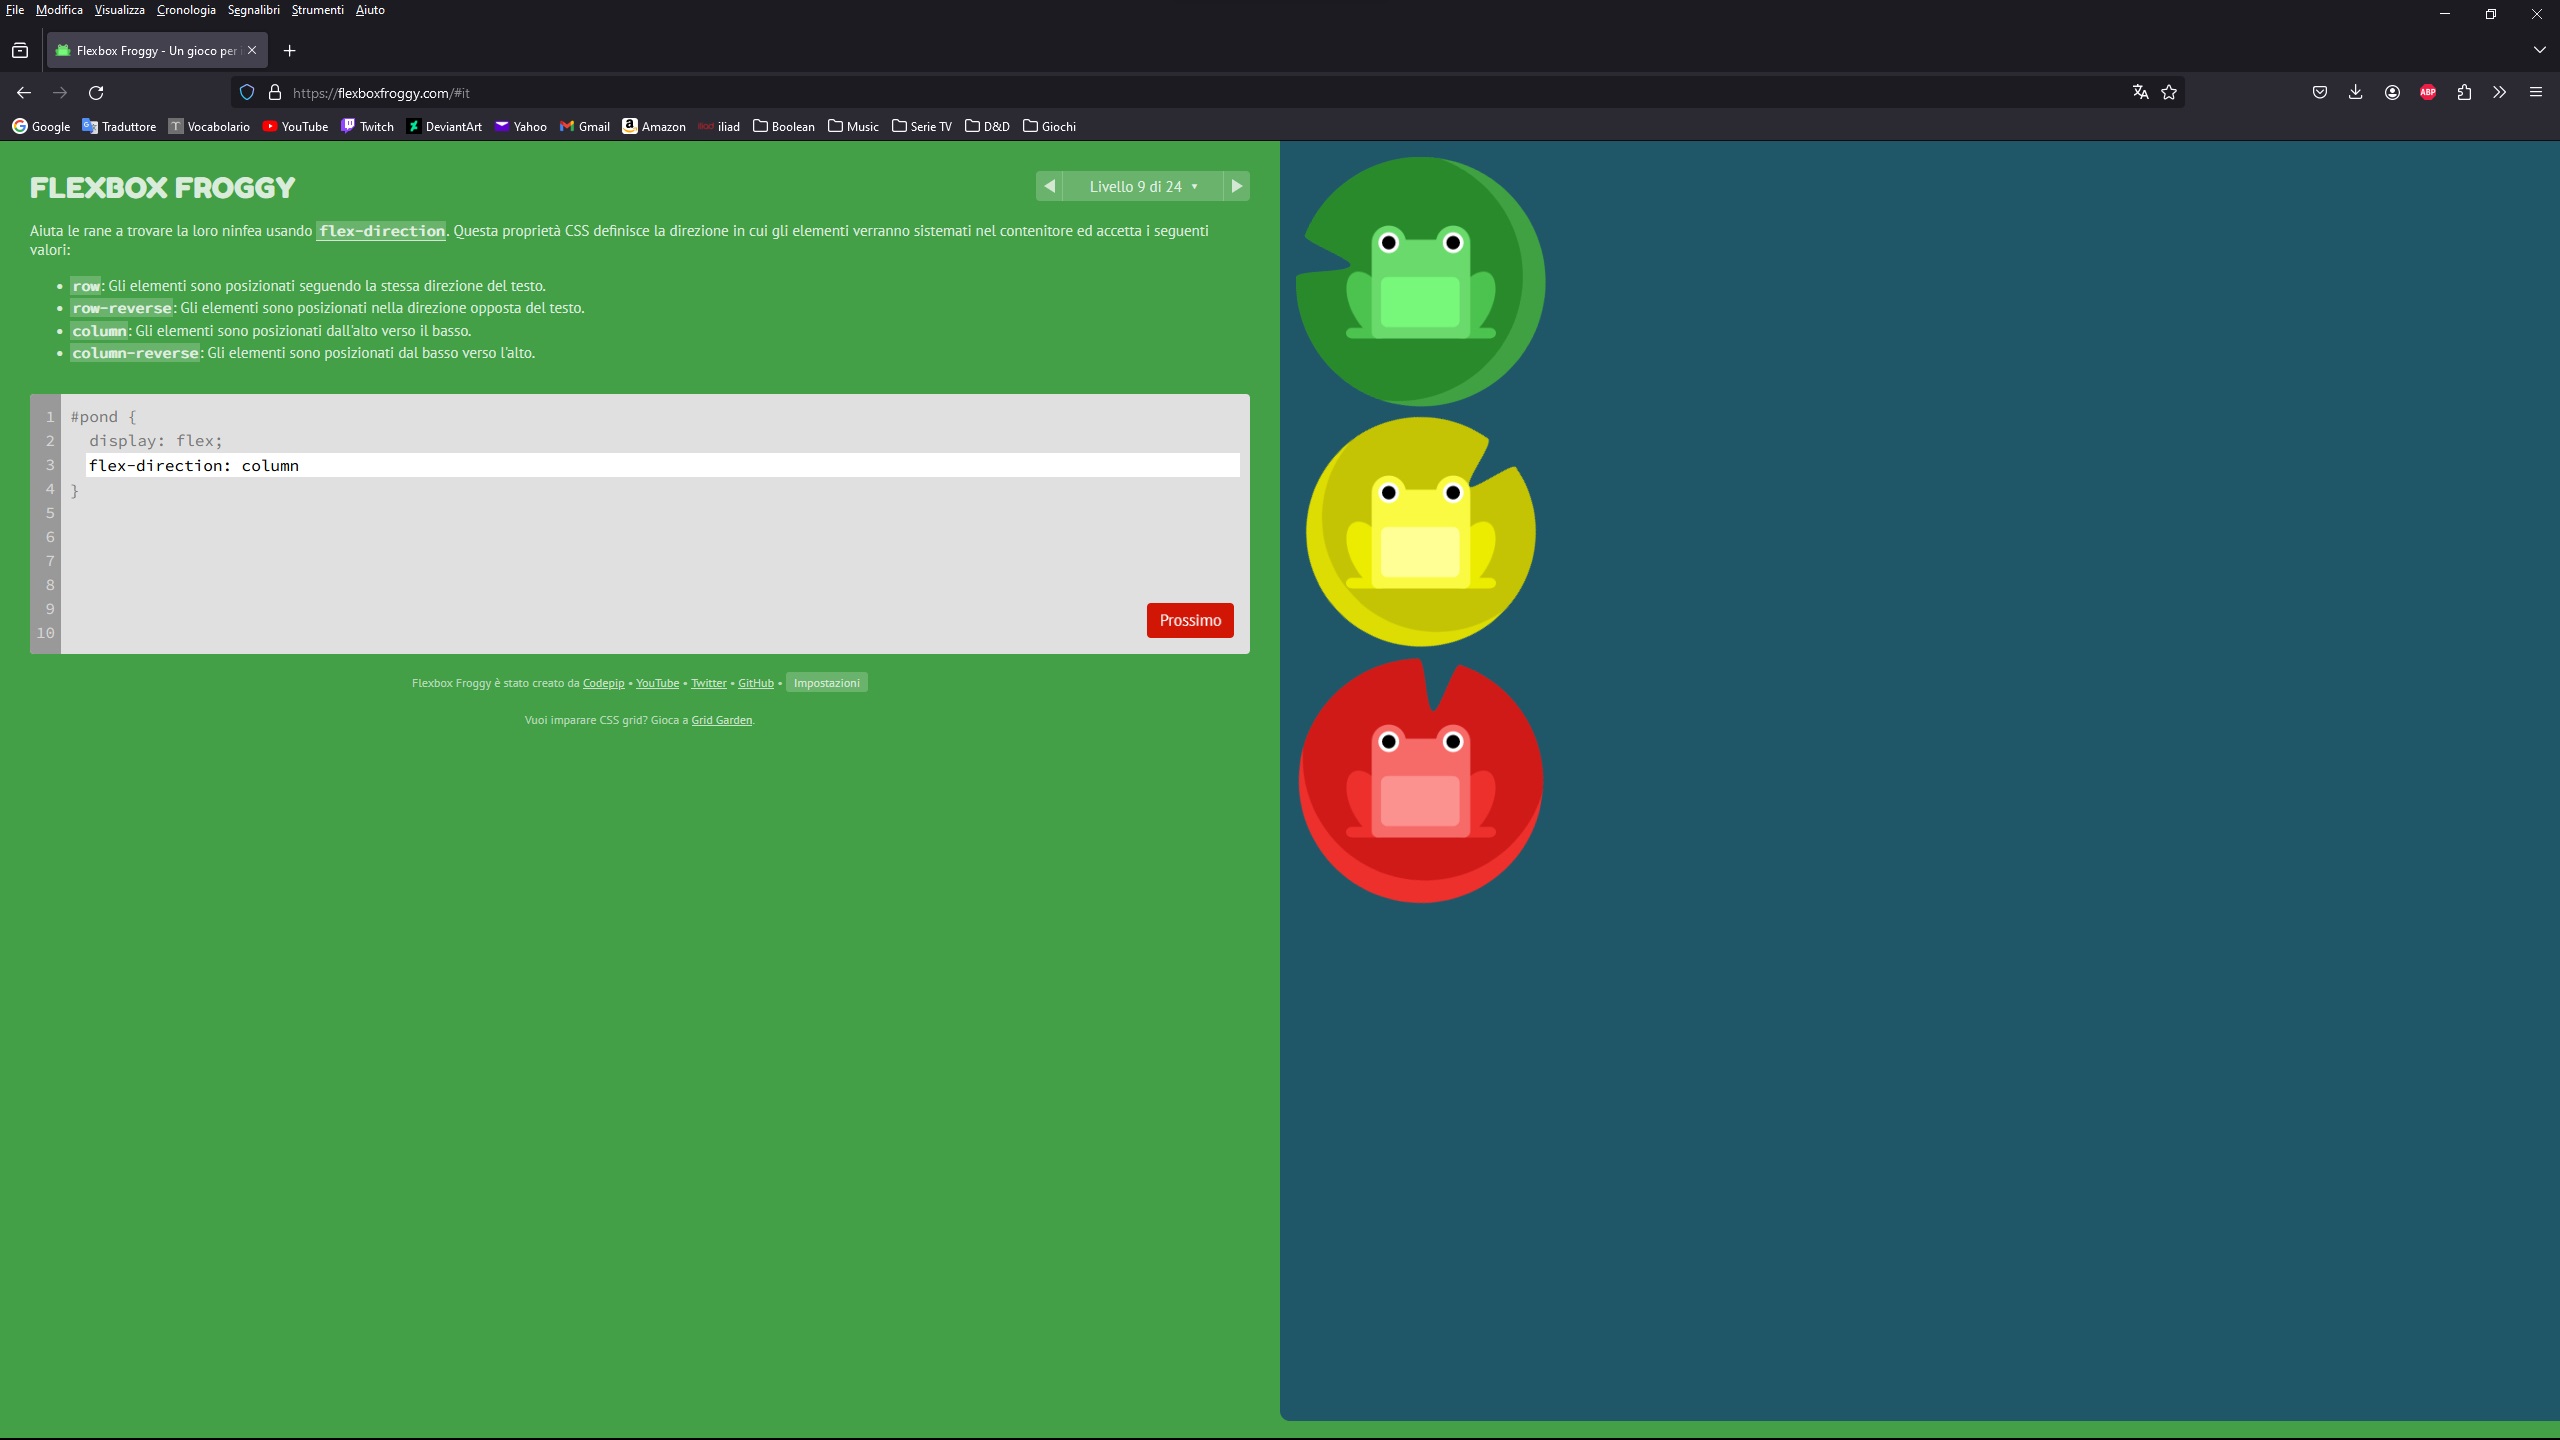 File Modifica Visualizza Cronologia Segnalibri Strumenti Aiuto
Flexbox Froggy - Un gioco per i
https://flexboxfroggy.com/#it
ABP
Google Traduttore T Vocabolario YouTube Twitch DeviantArt Yahoo Gmail Amazon iliad iliad Boolean Music Serie TV D&D Giochi
FLEXBOX FROGGY
Livello 9 di 24
Aiuta le rane a trovare la loro ninfea usando flex-direction. Questa proprietà CSS definisce la direzione in cui gli elementi verranno sistemati nel contenitore ed accetta i seguenti
valori:
• row: Gli elementi sono posizionati seguendo la stessa direzione del testo.
• row-reverse: Gli elementi sono posizionati nella direzione opposta del testo.
• column: Gli elementi sono posizionati dall'alto verso il basso.
• column-reverse: Gli elementi sono posizionati dal basso verso l'alto.
1 #pond {
2 display: flex;
3 flex-direction: column
4 }
5
6
7
8
9
10
Prossimo
Flexbox Froggy è stato creato da Codepip • YouTube • Twitter • GitHub • Impostazioni
Vuoi imparare CSS grid? Gioca a Grid Garden.